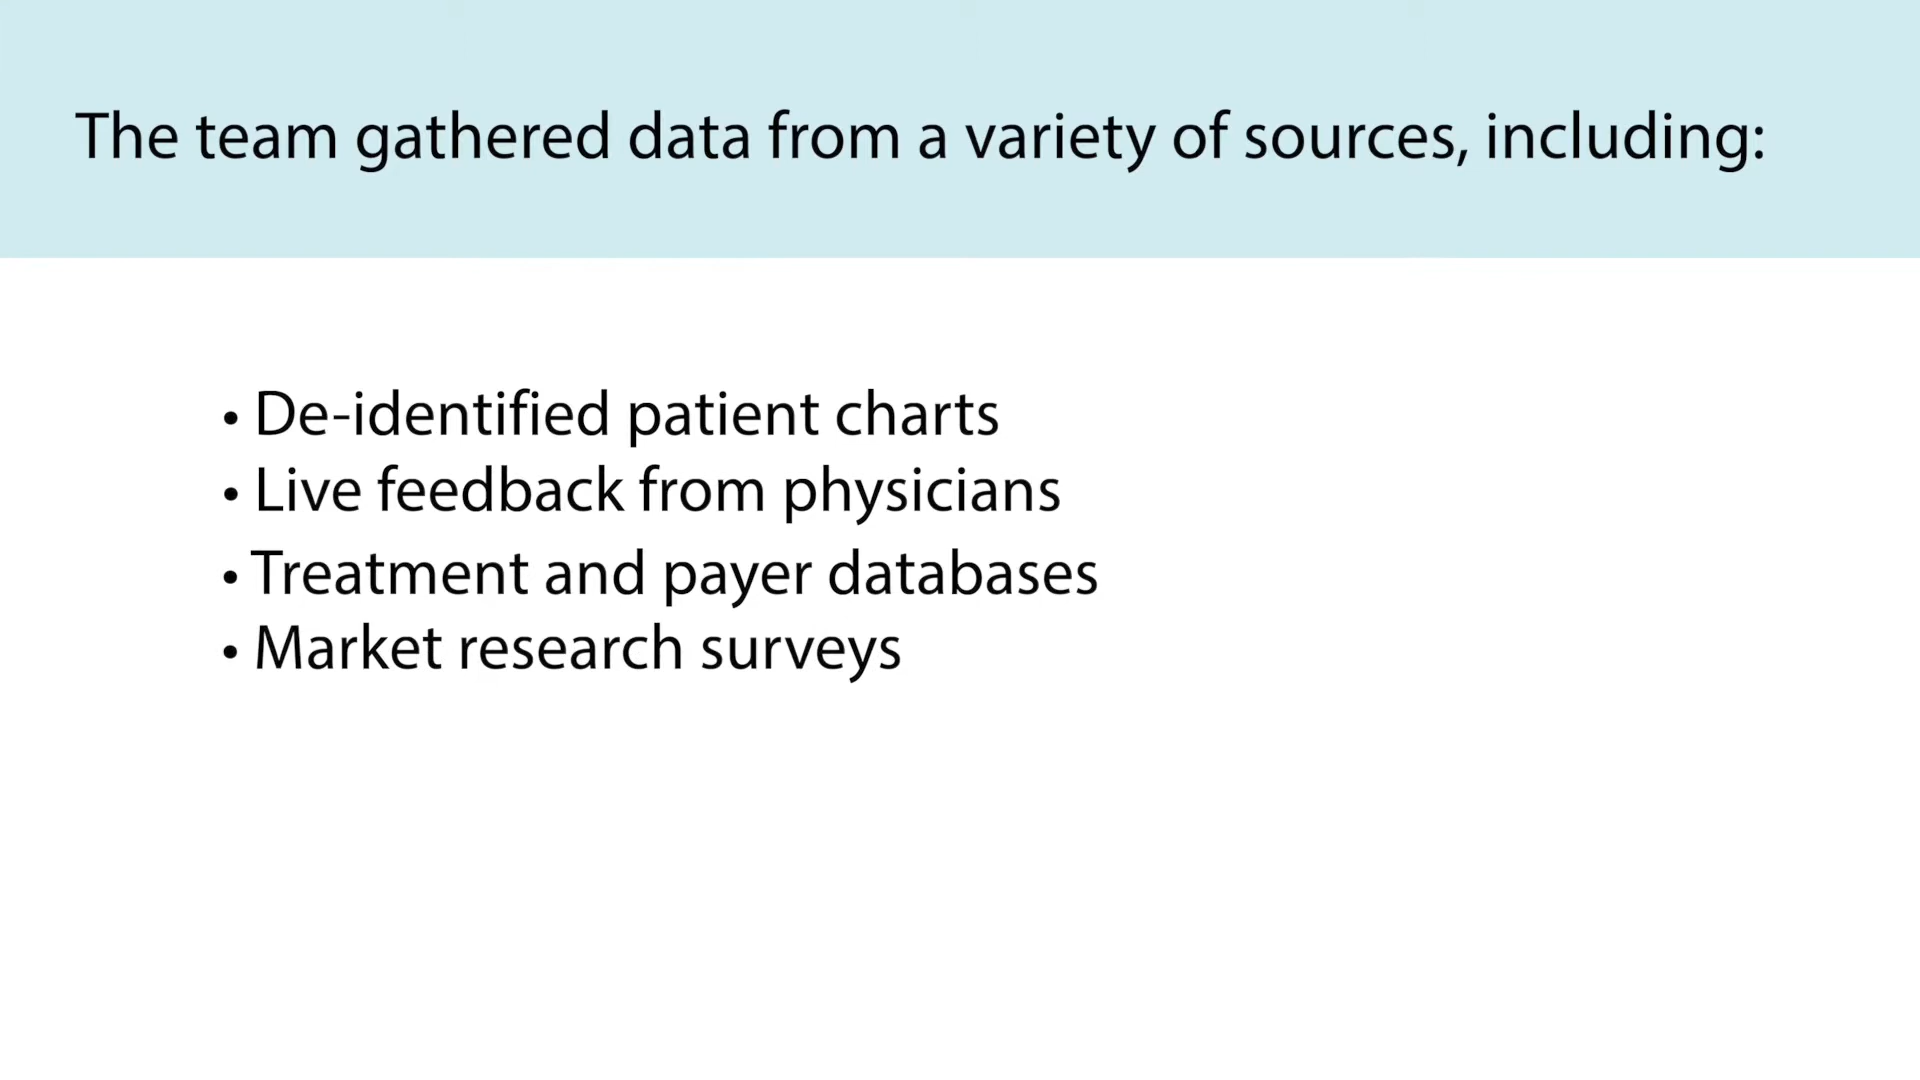 The team gathered data from a variety of sources, including:
• De-identified patient charts
• Live feedback from physicians
• Treatment and payer databases
• Market research surveys